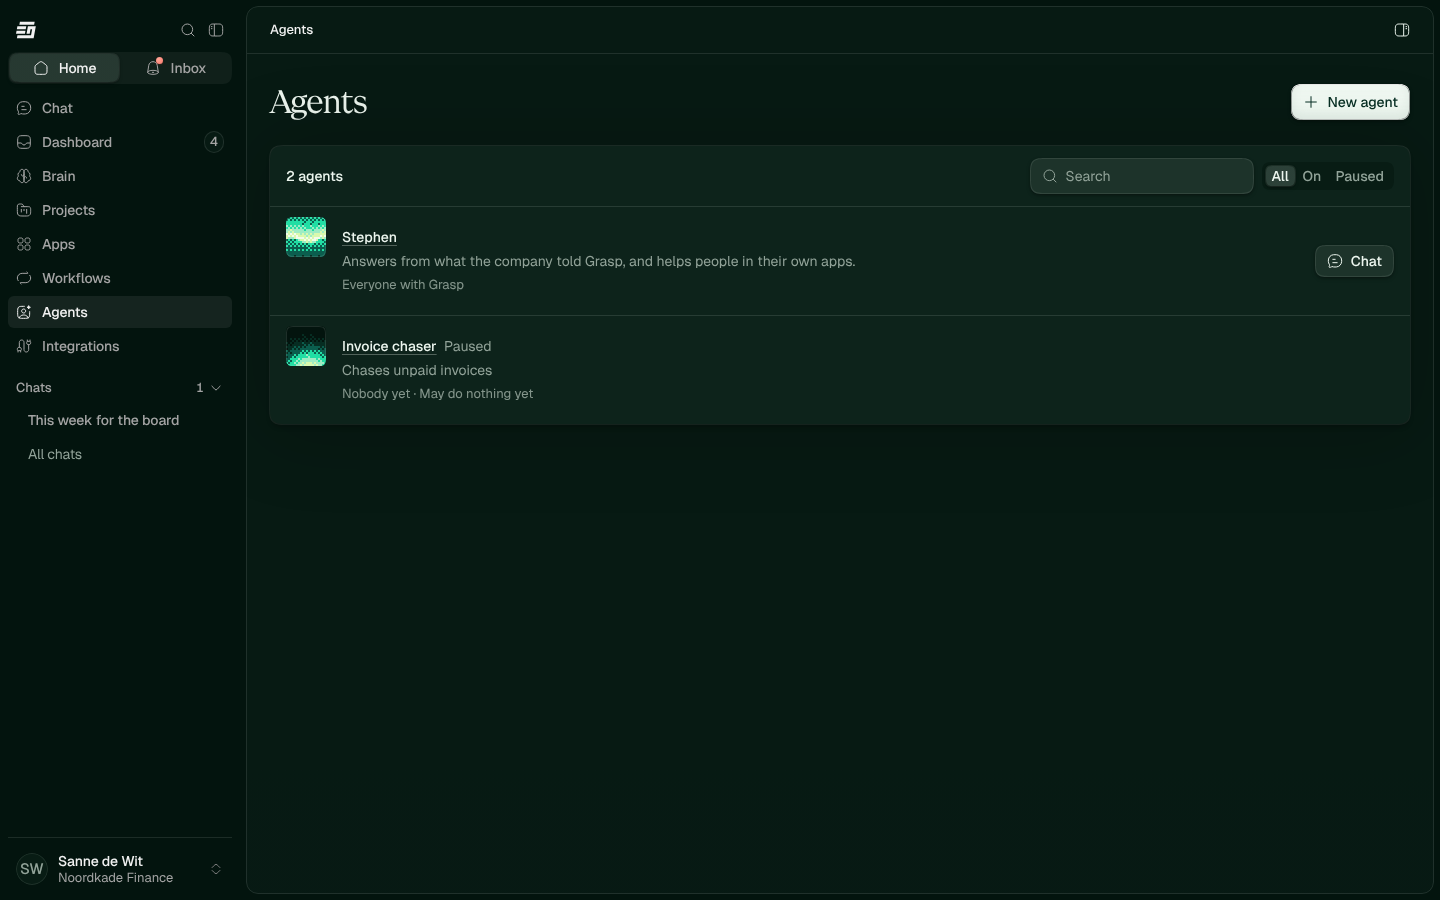 Agents
Home
Inbox
Chat
Dashboard
4
Brain
Projects
Apps
Workflows
Agents
Integrations
Chats
1
This week for the board
All chats
SW
Sanne de Wit
Noordkade Finance
Agents
New agent
2 agents
Search
All
On
Paused
Stephen
Answers from what the company told Grasp, and helps people in their own apps.
Everyone with Grasp
Chat
Invoice chaser Paused
Chases unpaid invoices
Nobody yet · May do nothing yet